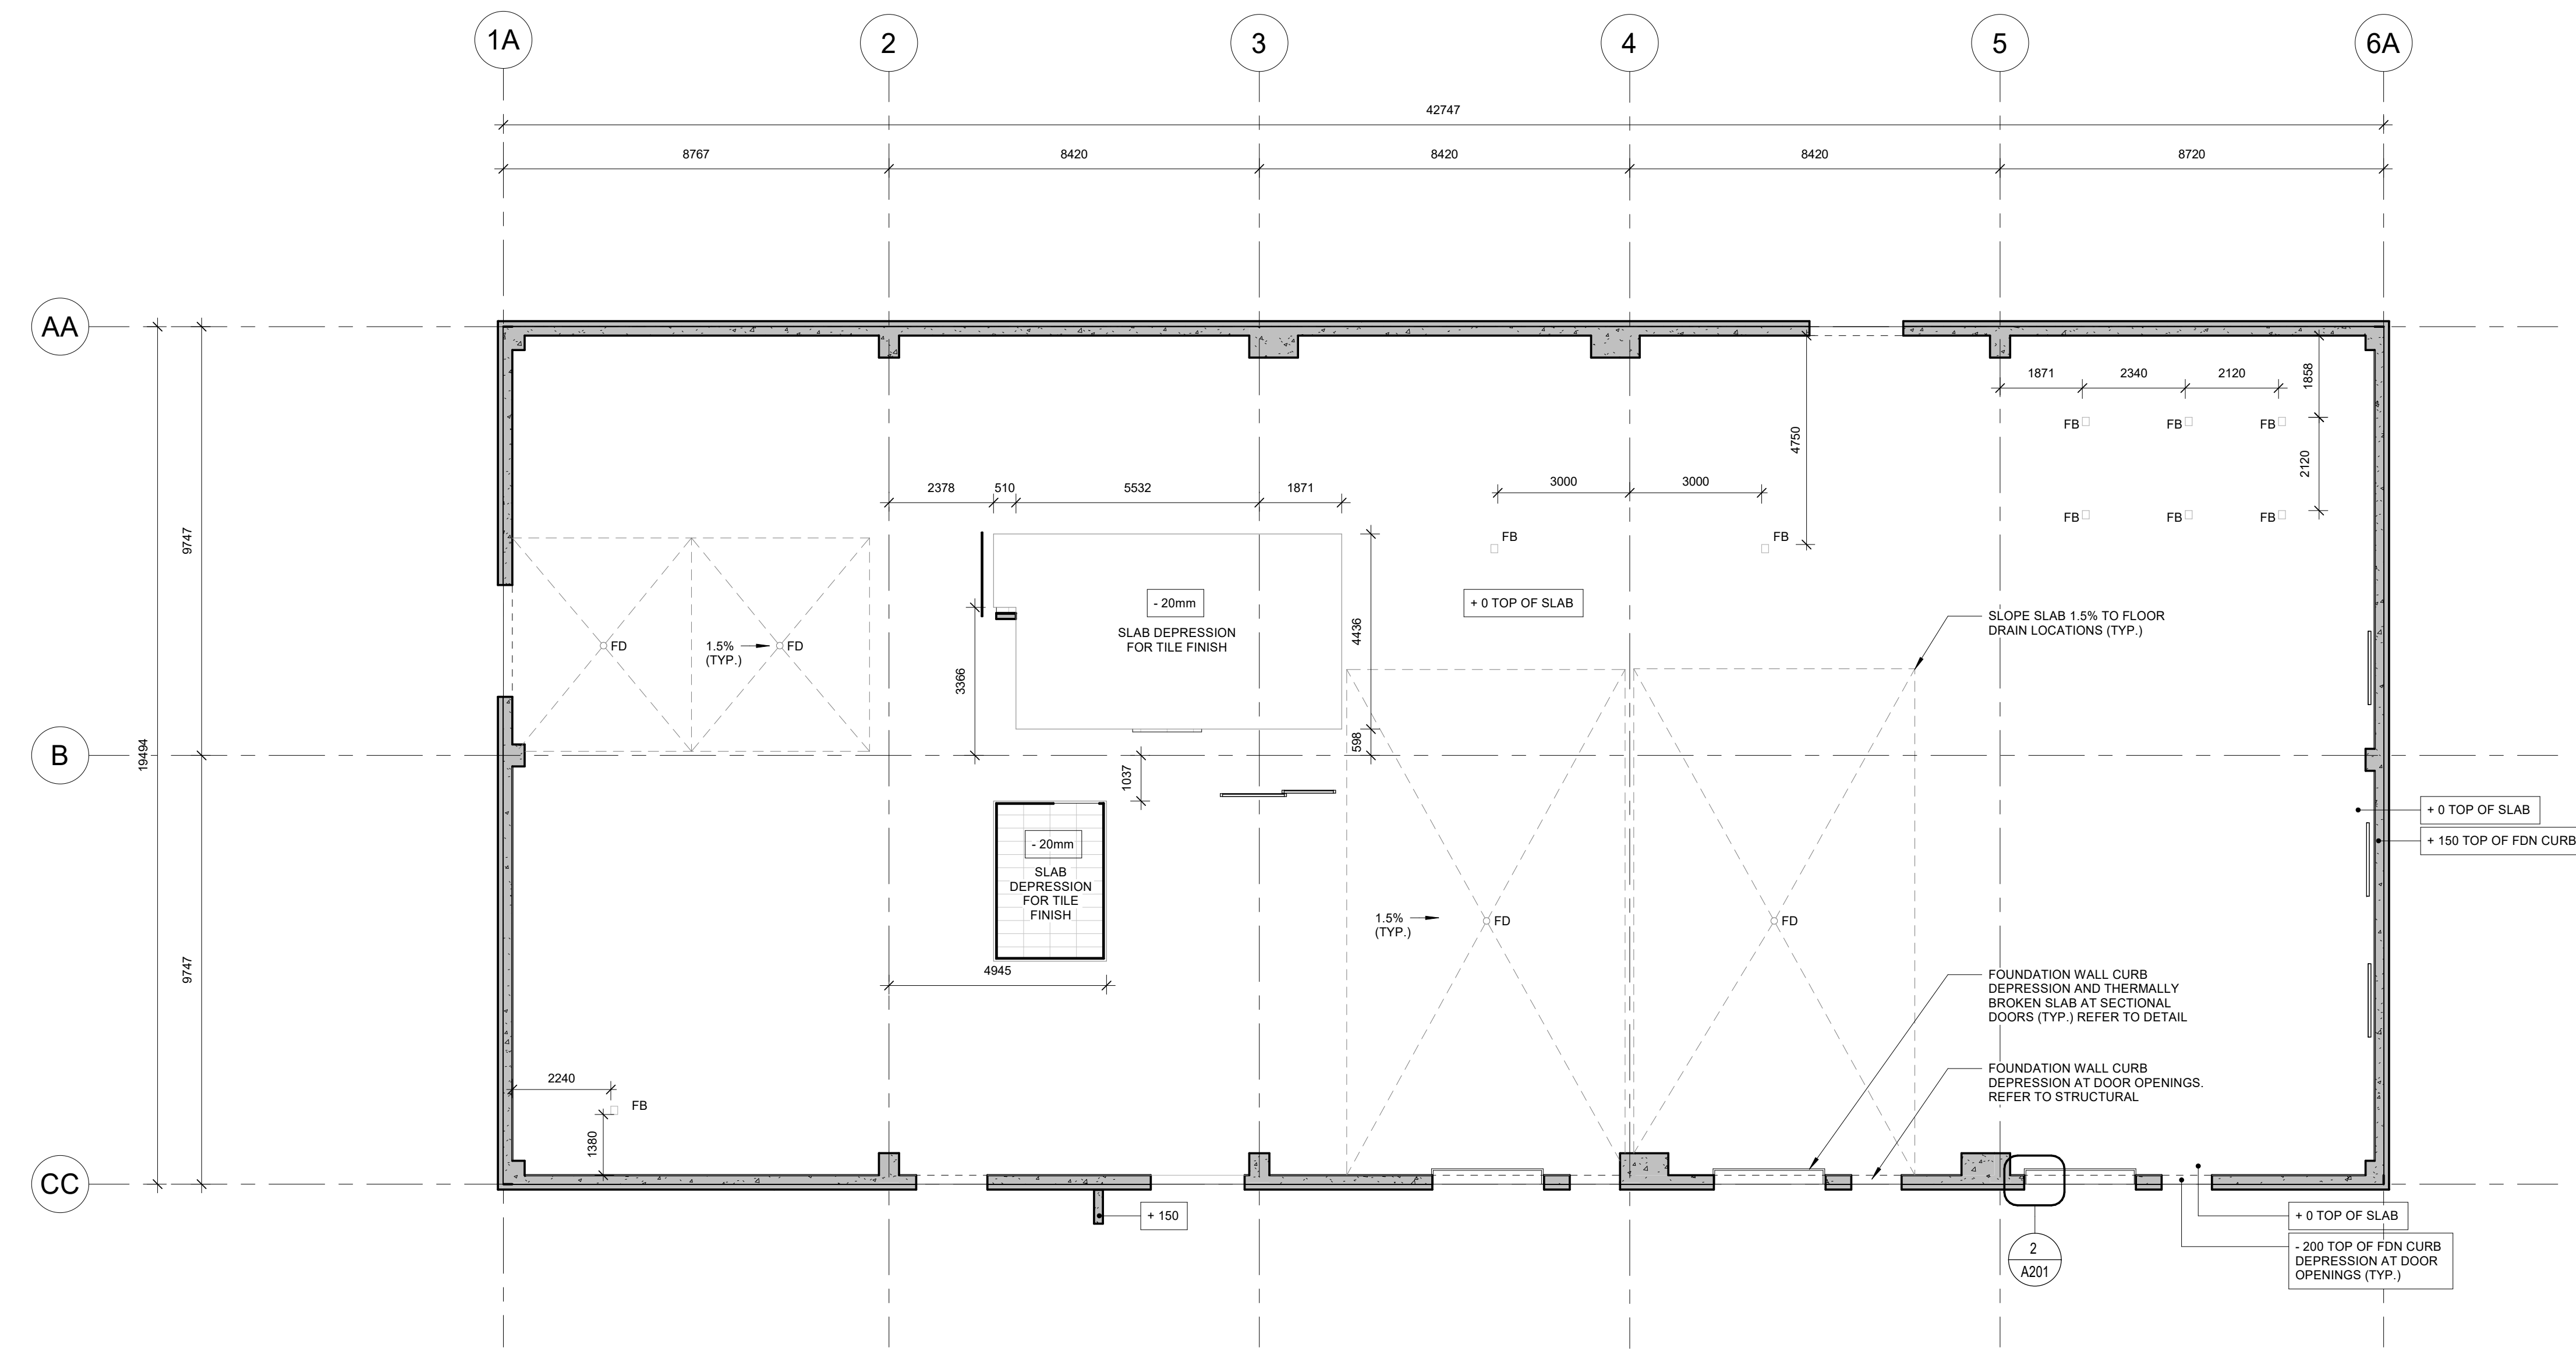 1A
2
3
4
5
6A
42747
8767
8420
8420
8420
8720
AA
1871
2340
2120
1858
FB
FB
FB
4750
2120
2378
510
5532
1871
3000
3000
FB
FB
FB
FB
FB
9747
- 20mm
+ 0 TOP OF SLAB
SLAB DEPRESSION
FOR TILE FINISH
4436
SLOPE SLAB 1.5% TO FLOOR
DRAIN LOCATIONS (TYP.)
FD
1.5%
(TYP.)
FD
3366
598
B
19494
1037
+ 0 TOP OF SLAB
+ 150 TOP OF FDN CURB
- 20mm
SLAB
DEPRESSION
FOR TILE
FINISH
1.5%
(TYP.)
FD
FD
9747
4945
FOUNDATION WALL CURB
DEPRESSION AND THERMALLY
BROKEN SLAB AT SECTIONAL
DOORS (TYP.) REFER TO DETAIL
2240
FB
1380
FOUNDATION WALL CURB
DEPRESSION AT DOOR OPENINGS.
REFER TO STRUCTURAL
CC
+ 150
+ 0 TOP OF SLAB
2
A201
- 200 TOP OF FDN CURB
DEPRESSION AT DOOR
OPENINGS (TYP.)